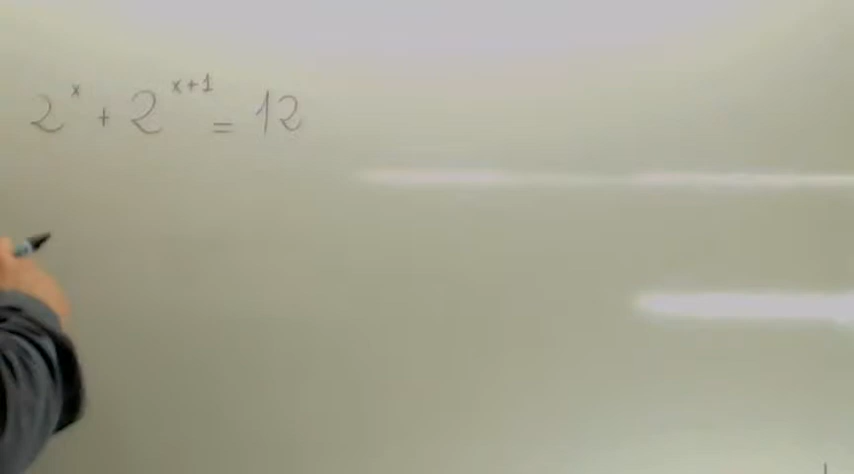 2^x + 2^{x+1} = 12